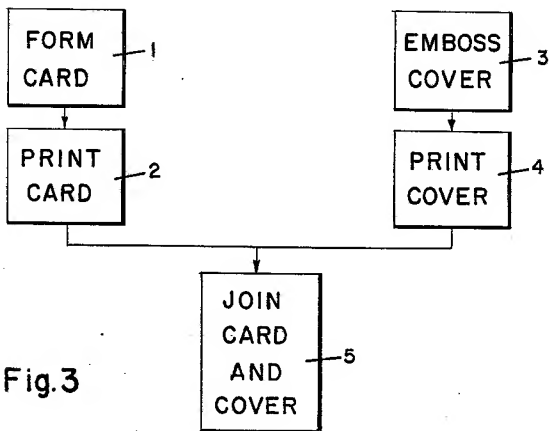 FORM
CARD
1
EMBOSS
COVER
3
PRINT
CARD
2
PRINT
COVER
4
JOIN
CARD
AND
COVER
5
Fig.3